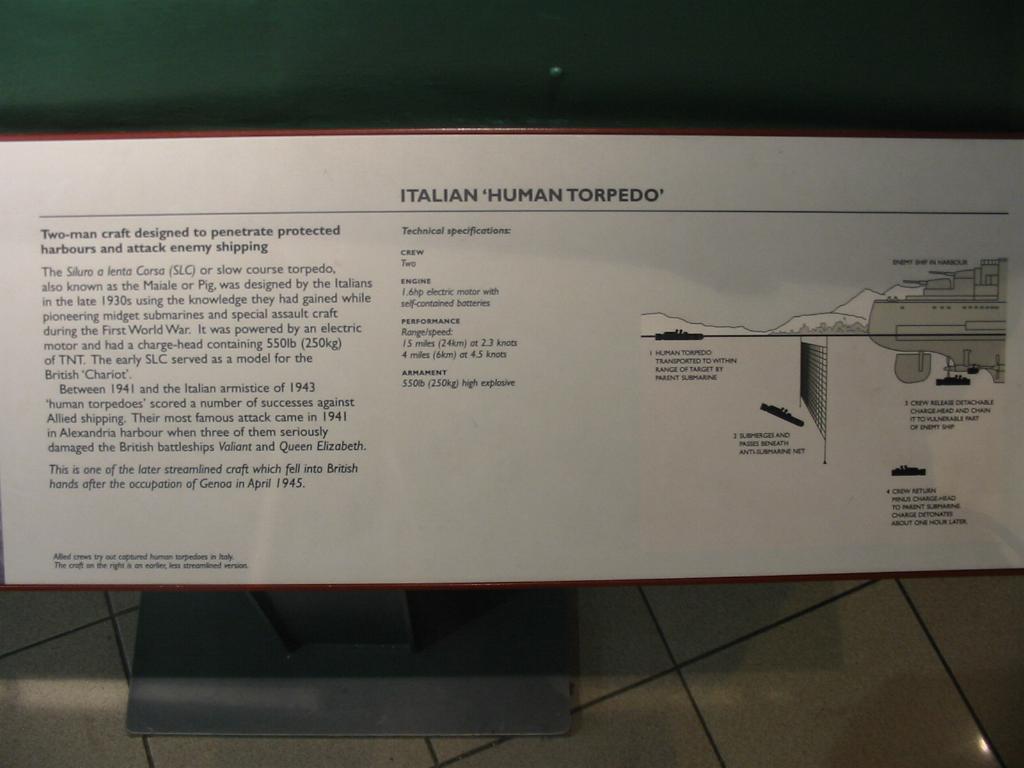 ITALIAN 'HUMAN TORPEDO'
Two-man craft designed to penetrate protected
harbours and attack enemy shipping
The Siluro a lenta Corsa (SLC) or slow course torpedo,
also known as the Maiale or Pig, was designed by the Italians
in the late 1930s using the knowledge they had gained while
pioneering midget submarines and special assault craft
during the First World War. It was powered by an electric
motor and had a charge-head containing 550lb (250kg)
of TNT. The early SLC served as a model for the
British 'Chariot'.
Between 1941 and the Italian armistice of 1943
'human torpedoes' scored a number of successes against
Allied shipping. Their most famous attack came in 1941
in Alexandria harbour when three of them seriously
damaged the British battleships Valiant and Queen Elizabeth.
This is one of the later streamlined craft which fell into British
hands after the occupation of Genoa in April 1945.
Allied crews try out captured human torpedoes in Italy.
The craft on the right is an earlier, less streamlined version.
Technical specifications:
CREW
Two
ENGINE
1.6hp electric motor with
self-contained batteries
PERFORMANCE
Range/speed:
15 miles (24km) at 2.3 knots
4 miles (6km) at 4.5 knots
ARMAMENT
550lb (250kg) high explosive
ENEMY SHIP IN HARBOUR
1 HUMAN TORPEDO
TRANSPORTED TO WITHIN
RANGE OF TARGET BY
PARENT SUBMARINE
2 SUBMERGES AND
PASSES BENEATH
ANTI-SUBMARINE NET
3 CREW RELEASE DETACHABLE
CHARGE-HEAD AND CHAIN
IT TO VULNERABLE PART
OF ENEMY SHIP
4 CREW RETURN
MINUS CHARGE-HEAD
TO PARENT SUBMARINE.
CHARGE DETONATES
ABOUT ONE HOUR LATER.